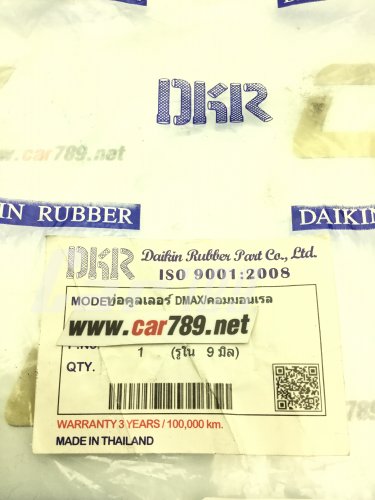 DKR
www.car789.net
IN RUBBER
DAIKIN
DKR Daikin Rubber Part Co., Ltd.
ISO 9001:2008
MODEL ท่อคูลเลอร์ DMAX/คอมมอนเรล
www.car789.net
1 (รูใน 9 มิล)
QTY.
WARRANTY 3 YEARS / 100,000 km.
MADE IN THAILAND